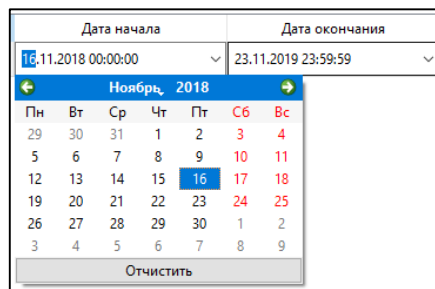 Дата начала Дата окончания
16.11.2018 00:00:00 23.11.2019 23:59:59
Ноябрь, 2018
Пн Вт Ср Чт Пт Сб Вс
29 30 31 1 2 3 4
5 6 7 8 9 10 11
12 13 14 15 16 17 18
19 20 21 22 23 24 25
26 27 28 29 30 1 2
3 4 5 6 7 8 9
Отчистить